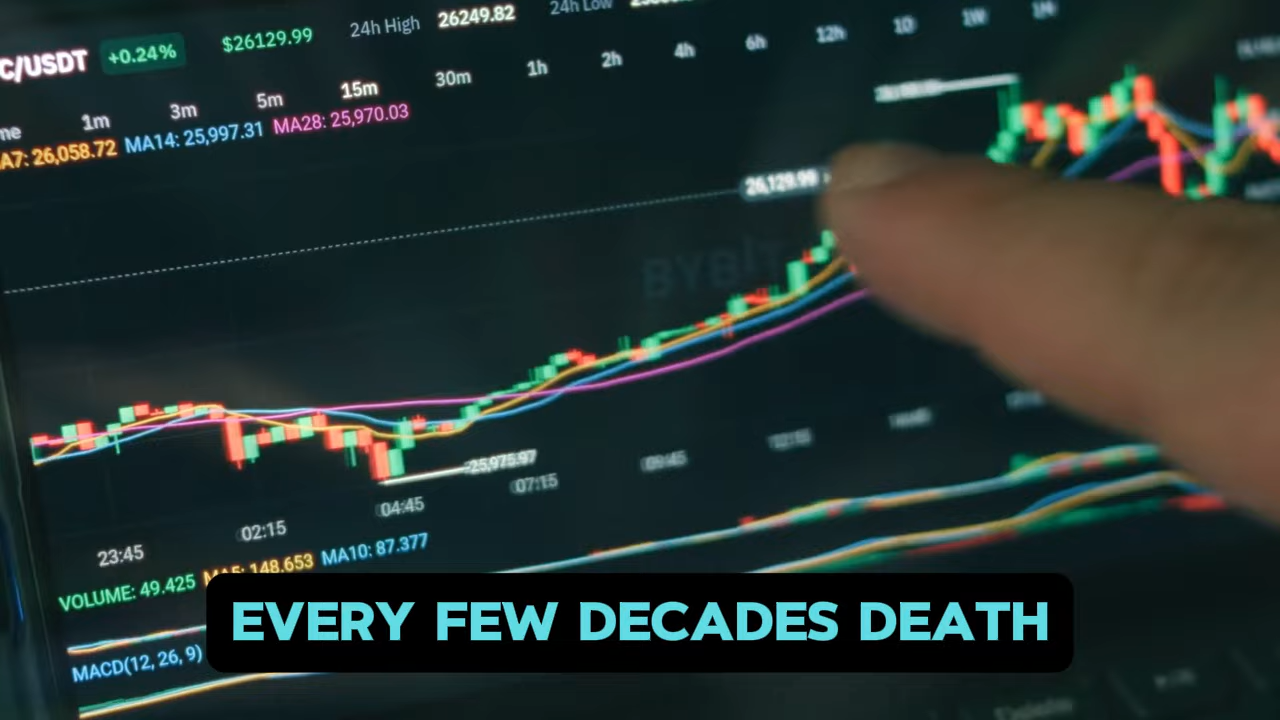 C/USDT +0.24% $26129.99 24h High 26249.82 24h Low
me 1m 3m 5m 15m 30m 1h 2h 4h 6h 12h 1D 1W 1M
A7: 26,058.72 MA14: 25,997.31 MA28: 25,970.03
26,129.99
BYBIT
25,975.97
23:45 02:15 04:45 07:15 09:45 12:15
VOLUME: 49.425 MA5: 148.653 MA10: 87.377
MACD(12, 26, 9)
EVERY FEW DECADES DEATH